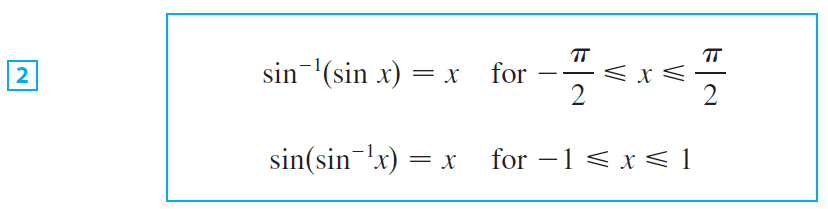 2
sin⁻¹(sin x) = x for −π/2 ⩽ x ⩽ π/2
sin(sin⁻¹x) = x for −1 ⩽ x ⩽ 1